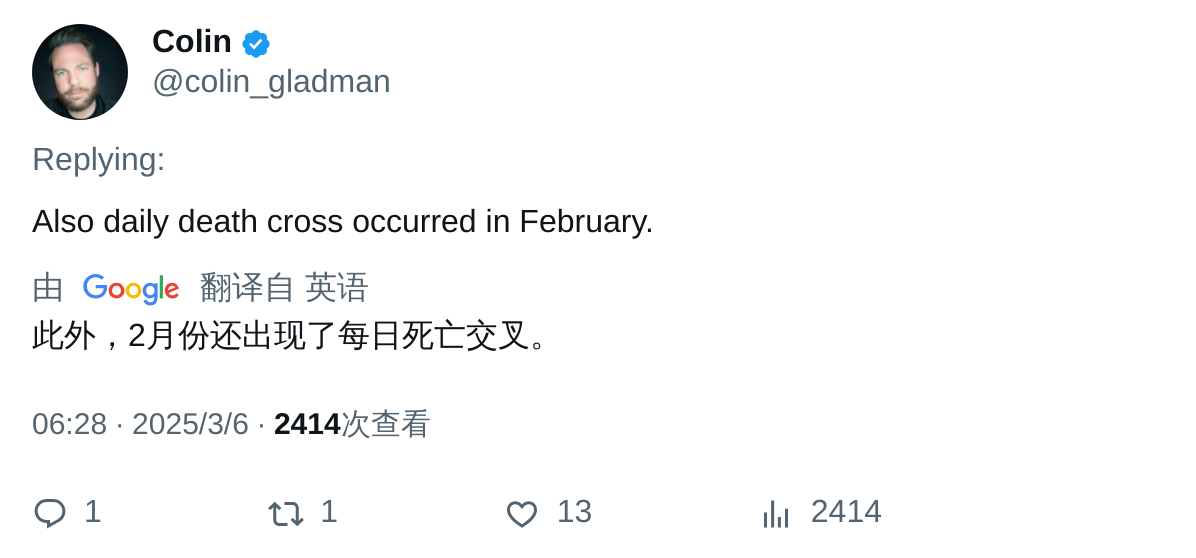 Colin
@colin_gladman
Replying:
Also daily death cross occurred in February.
由 Google 翻译自 英语
此外，2月份还出现了每日死亡交叉。
06:28 · 2025/3/6 · 2414次查看
1 1 13 2414